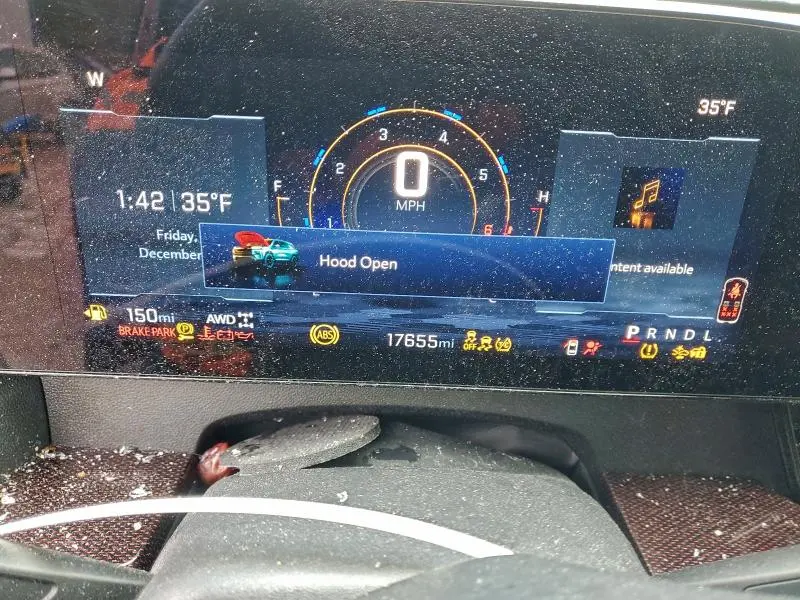 W
35°F
3
4
2
5
0
MPH
F
H
1:42 35°F
1
6
Friday,
December
Hood Open
ntent available
150mi AWD
BRAKE PARK
ABS
17655mi
OFF
P R N D L